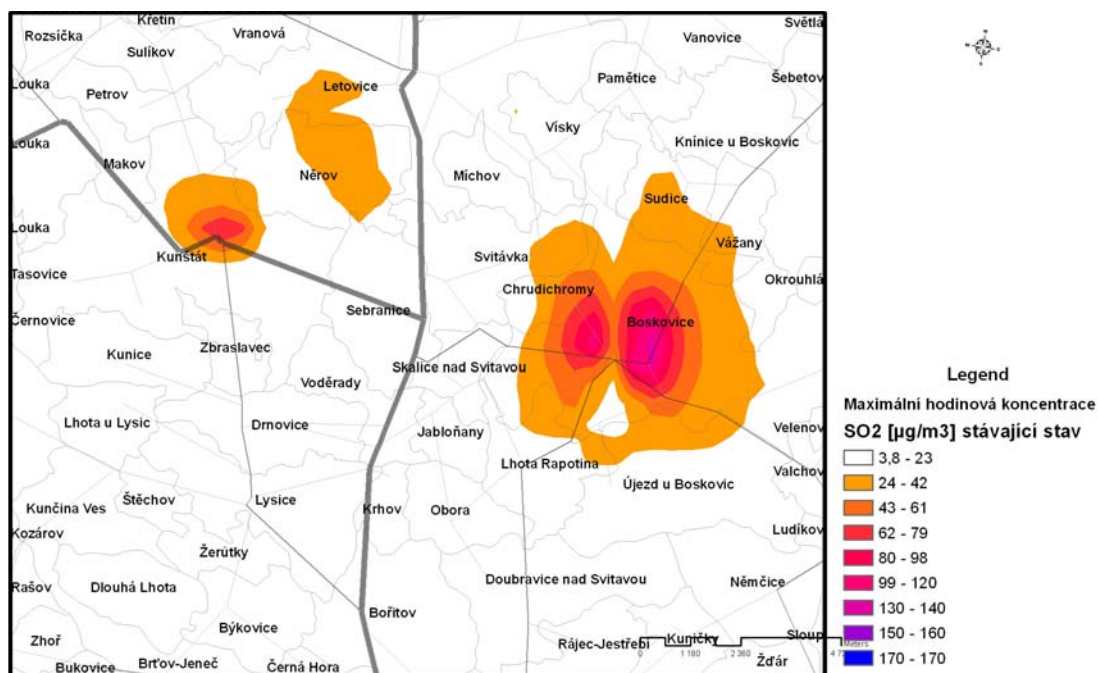 Křetín
Rozsíčka
Vranová
Světlá
Sulíkov
Vanovice
Louka
Letovice
Pamětice
Šebetov
Petrov
Vísky
Louka
Knínice u Boskovic
Makov
Něrov
Míchov
Sudice
Louka
Vážany
Kunštát
Svitávka
Tasovice
Okrouhlá
Chrudichromy
Sebranice
Černovice
Boskovice
Zbraslavec
Kunice
Skalice nad Svitavou
Voděrady
Lhota u Lysic
Drnovice
Jabloňany
Velenov
Lhota Rapotina
Valchov
Újezd u Boskovic
Štěchov
Lysice
Kunčina Ves
Krhov
Obora
Kozárov
Ludíkov
Žerůtky
Rašov
Dlouhá Lhota
Doubravice nad Svitavou
Němčice
Bořitov
Býkovice
Zhoř
Rájec-Jestřebí
Kuničky
Sloup
Meters
0 1 180 2 360
Bukovice
Brťov-Jeneč
Černá Hora
Žďár
Legend
Maximální hodinová koncentrace
SO2 [µg/m3] stávající stav
3,8 - 23
24 - 42
43 - 61
62 - 79
80 - 98
99 - 120
130 - 140
150 - 160
170 - 170